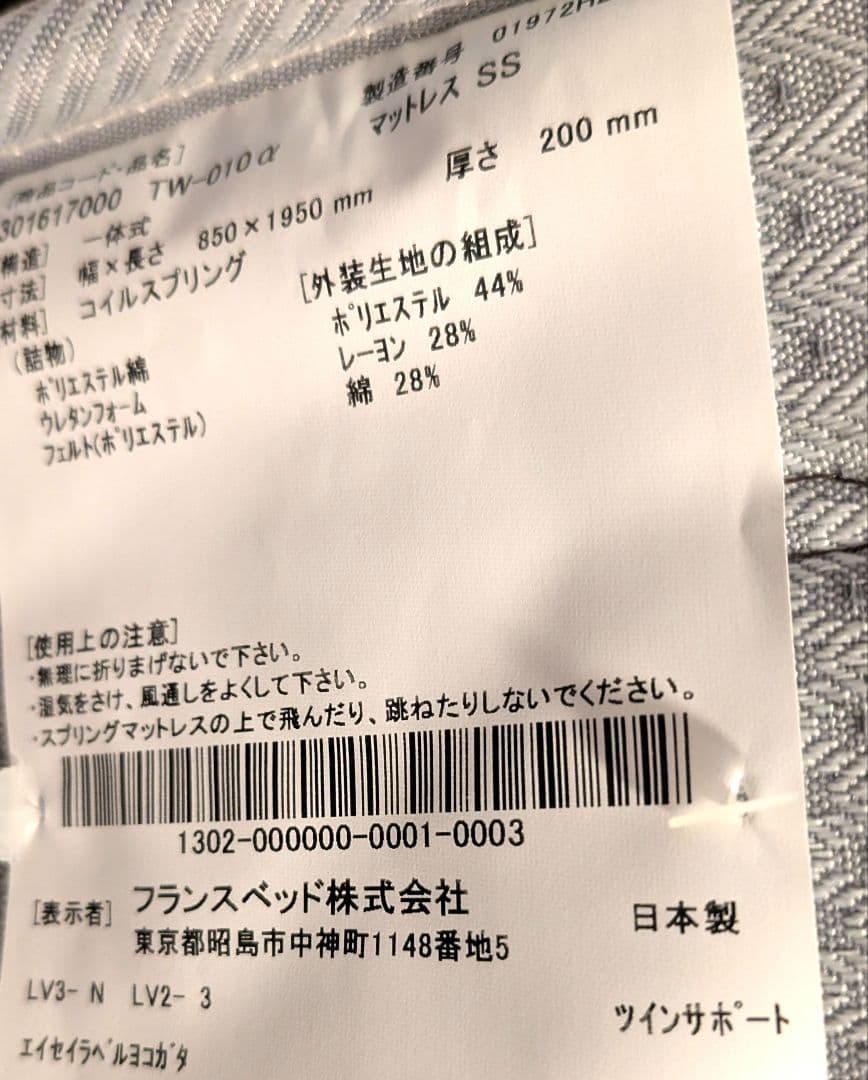 製造番号 01972H
マットレス SS
[商品コード・品名]
301617000 TW-010α
[構造] 一体式
[寸法] 幅×長さ 850×1950 mm 厚さ 200 mm
[材料] コイルスプリング
(詰物)
ポリエステル綿
ウレタンフォーム
フェルト(ポリエステル)
[外装生地の組成]
ポリエステル 44%
レーヨン 28%
綿 28%
[使用上の注意]
・無理に折りまげないで下さい。
・湿気をさけ、風通しをよくして下さい。
・スプリングマットレスの上で飛んだり、跳ねたりしないでください。
1302-000000-0001-0003
[表示者] フランスベッド株式会社
東京都昭島市中神町1148番地5
日本製
LV3- N LV2- 3
ツインサポート
エイセイラベルヨコガタ